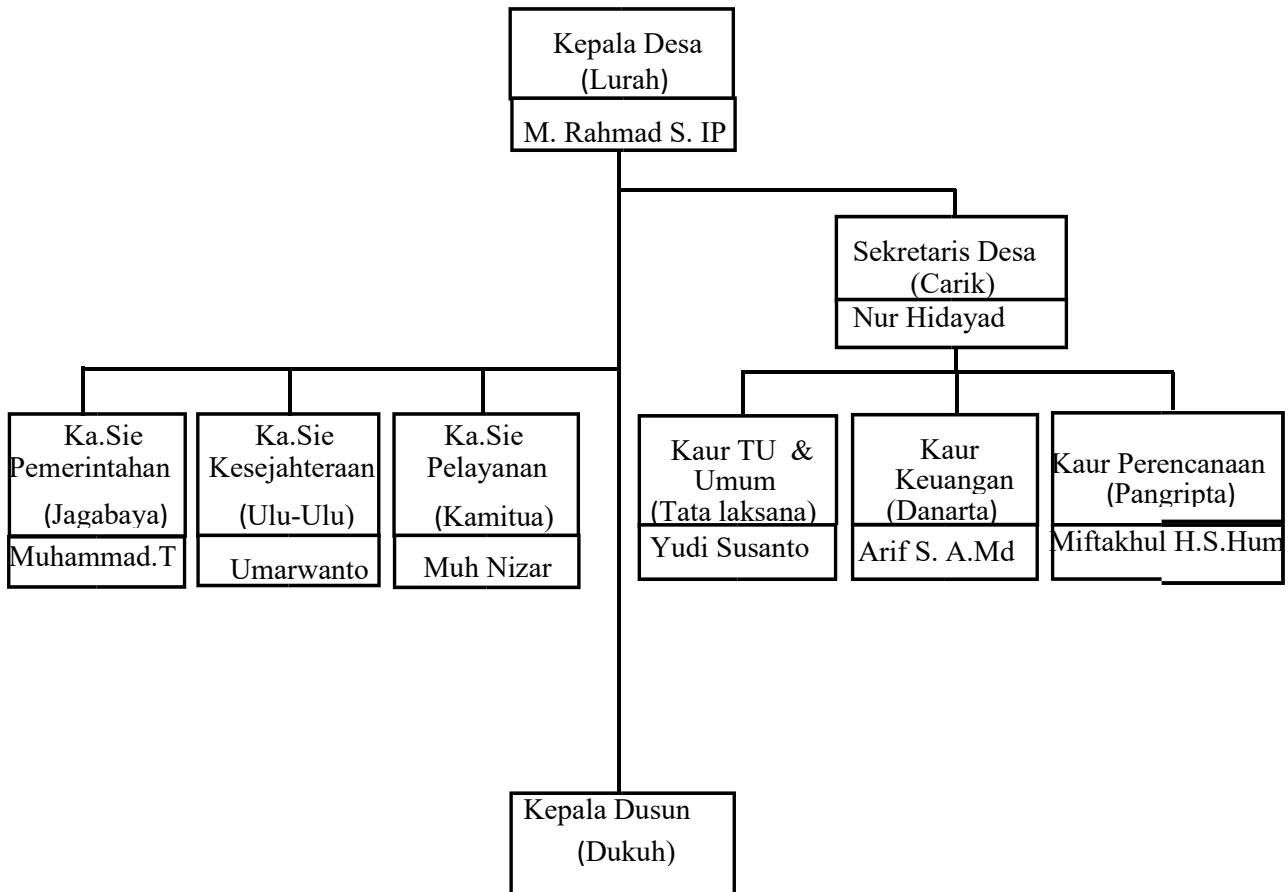 Kepala Desa
(Lurah)
M. Rahmad S. IP
Sekretaris Desa
(Carik)
Nur Hidayad
Ka.Sie
Pemerintahan
(Jagabaya)
Muhammad.T
Ka.Sie
Kesejahteraan
(Ulu-Ulu)
Umarwanto
Ka.Sie
Pelayanan
(Kamitua)
Muh Nizar
Kaur TU &
Umum
(Tata laksana)
Yudi Susanto
Kaur
Keuangan
(Danarta)
Arif S. A.Md
Kaur Perencanaan
(Pangripta)
Miftakhul H.S.Hum
Kepala Dusun
(Dukuh)